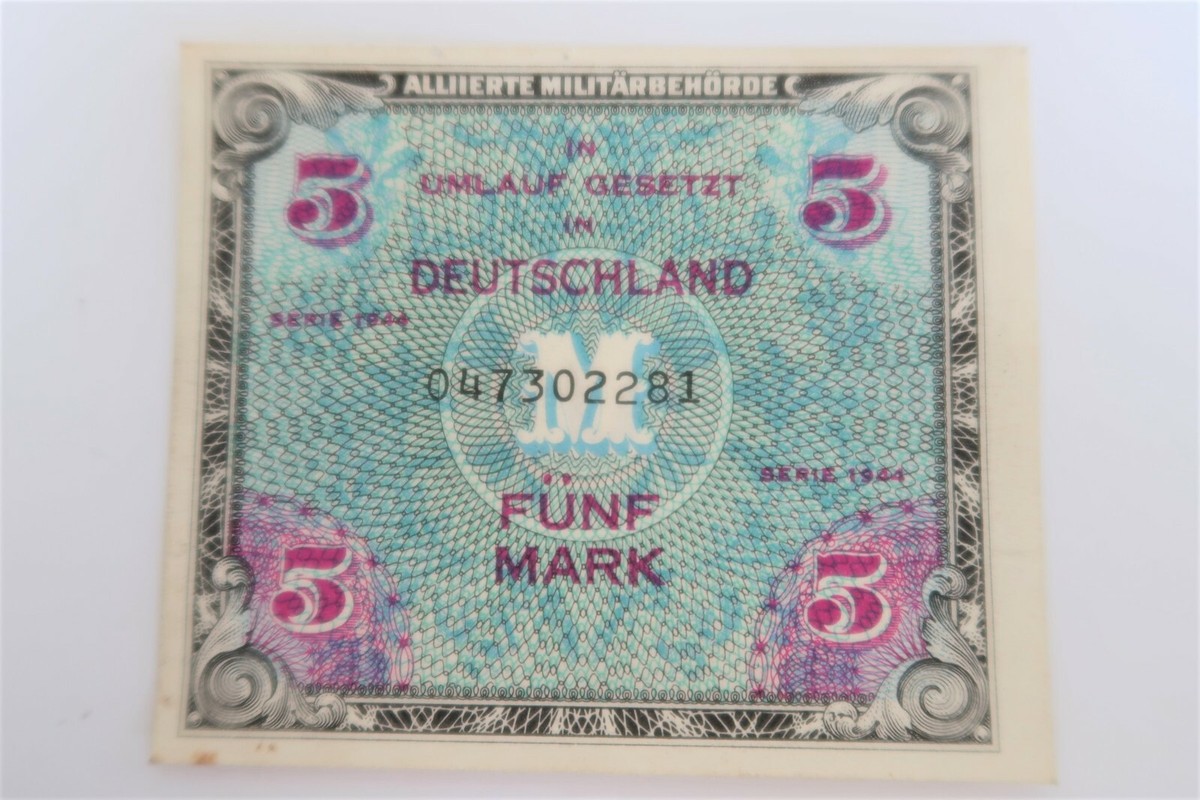 ALLIIERTE MILITÄRBEHÖRDE
5 IN 5
UMLAUF GESETZT
IN
DEUTSCHLAND
SERIE 1944
M
047302281
SERIE 1944
FÜNF
MARK
5 5